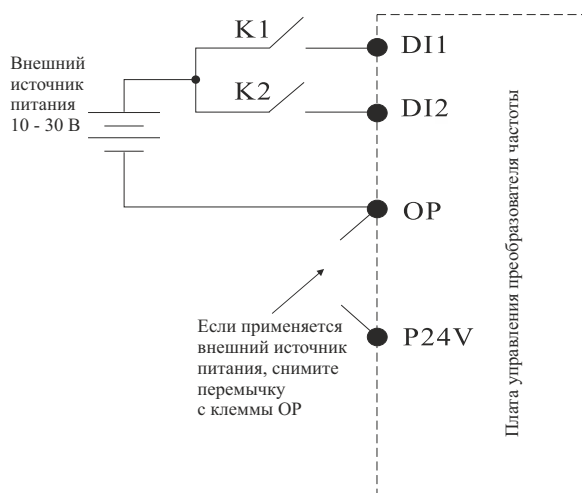 K1
DI1
Внешний
источник
питания
10 - 30 В
K2
DI2
OP
Если применяется
внешний источник
питания, снимите
перемычку
с клеммы OP
P24V
Плата управления преобразователя частоты